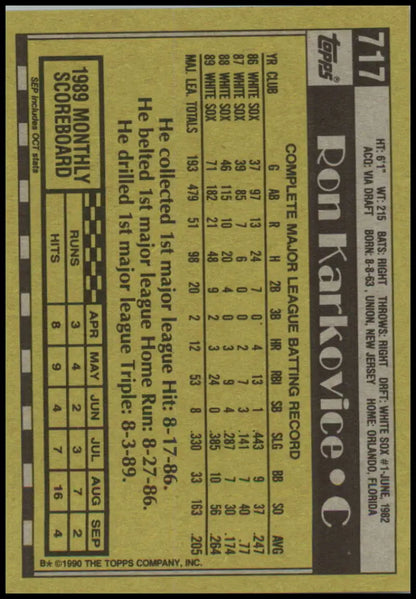 717
Topps®
Ron Karkovice • C
HT: 6'1" WT: 215 BATS: RIGHT THROWS: RIGHT DRFT: WHITE SOX #1-JUNE, 1982
ACQ: VIA DRAFT BORN: 8-8-63, UNION, NEW JERSEY HOME: ORLANDO, FLORIDA
COMPLETE MAJOR LEAGUE BATTING RECORD
YR CLUB G AB R H 2B 3B HR RBI SB SLG BB SO AVG
86 WHITE SOX 37 97 13 24 7 0 4 13 1 .443 9 37 .247
87 WHITE SOX 39 85 7 6 0 0 2 7 3 .141 7 40 .071
88 WHITE SOX 46 115 10 20 4 0 3 9 4 .287 7 30 .174
89 WHITE SOX 71 182 21 48 9 2 3 24 0 .385 10 56 .264
MAJ. LEA. TOTALS 193 479 51 98 20 2 12 53 8 .330 33 163 .205
He collected 1st major league Hit: 8-17-86.
He belted 1st major league Home Run: 8-27-86.
He drilled 1st major league Triple: 8-3-89.
1989 MONTHLY
SCOREBOARD
SEP includes OCT stats
APR MAY JUN JUL AUG SEP
RUNS 3 4 2 3 7 2
HITS 8 9 4 7 16 4
B* ©1990 THE TOPPS COMPANY, INC.